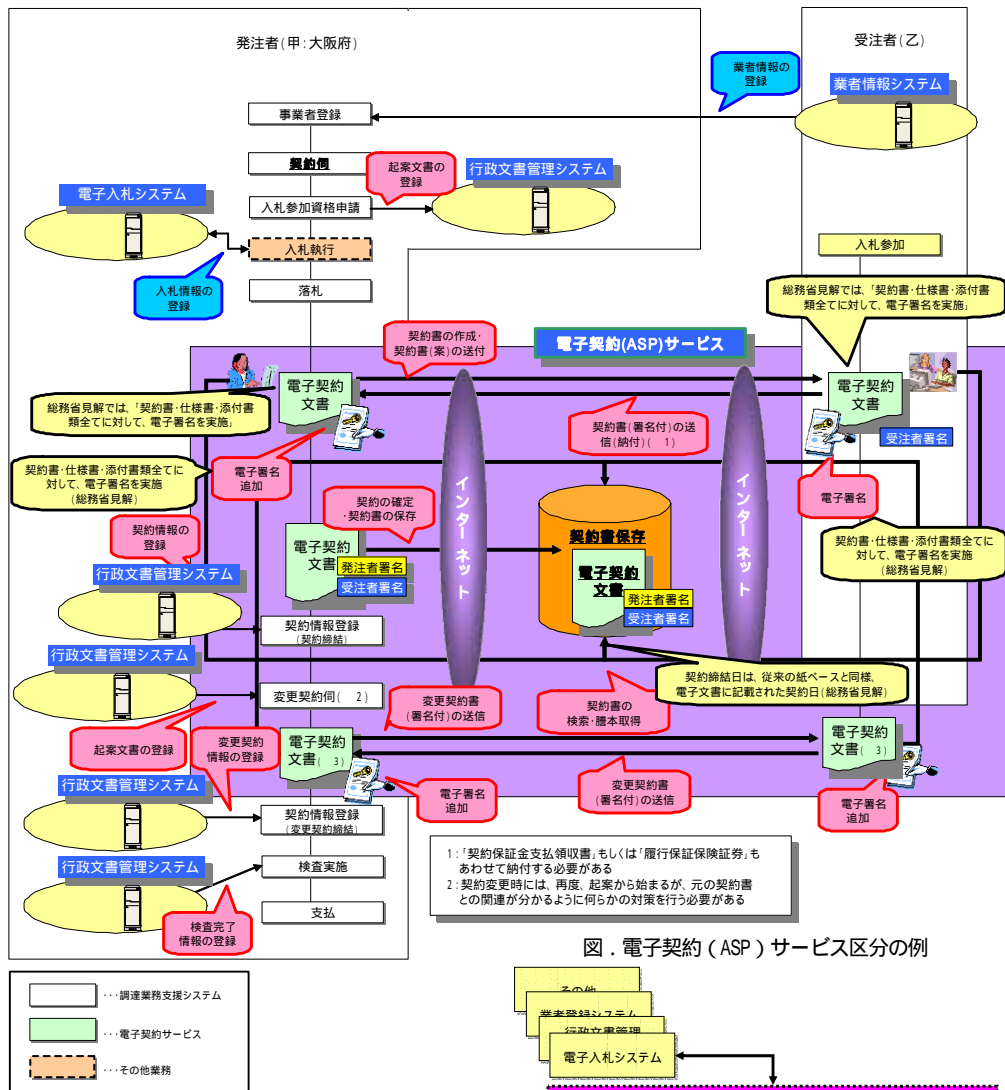 発注者(甲:大阪府)
受注者(乙)
業者情報の
登録
業者情報システム
事業者登録
契約伺
起案文書の
登録
行政文書管理システム
電子入札システム
入札参加資格申請
入札執行
入札参加
入札情報の
登録
落札
総務省見解では、「契約書・仕様書・添付書
類全てに対して、電子署名を実施」
契約書の作成・
契約書(案)の送付
電子契約(ASP)サービス
電子契約
文書
電子契約
文書
総務省見解では、「契約書・仕様書・添付書
類全てに対して、電子署名を実施」
契約書(署名付)の送
信(納付)( 1)
受注者署名
契約書・仕様書・添付書類全てに
対して、電子署名を実施
(総務省見解)
電子署名
追加
インターネット
インターネット
電子署名
契約の確定
・契約書の保存
契約情報の
登録
電子契約
文書
発注者署名
受注者署名
契約書保存
電子契約
文書
発注者署名
受注者署名
契約書・仕様書・添付書類全てに
対して、電子署名を実施
(総務省見解)
行政文書管理システム
契約情報登録
(契約締結)
行政文書管理システム
契約締結日は、従来の紙ベースと同様、
電子文書に記載された契約日(総務省見解)
変更契約伺( 2)
変更契約書
(署名付)の送信
契約書の
検索・謄本取得
起案文書の登録
変更契約
情報の登録
電子契約
文書( 3)
電子契約
文書( 3)
行政文書管理システム
電子署名
追加
変更契約書
(署名付)の送信
電子署名
追加
契約情報登録
(変更契約締結)
行政文書管理システム
検査実施
1:「契約保証金支払領収書」もしくは「履行保証保険証券」も
あわせて納付する必要がある
2:契約変更時には、再度、起案から始まるが、元の契約書
との関連が分かるように何らかの対策を行う必要がある
検査完了
情報の登録
支払
図.電子契約(ASP)サービス区分の例
･･･調達業務支援システム
･･･電子契約サービス
･･･その他業務
その他
業者登録システム
行政文書管理
電子入札システム